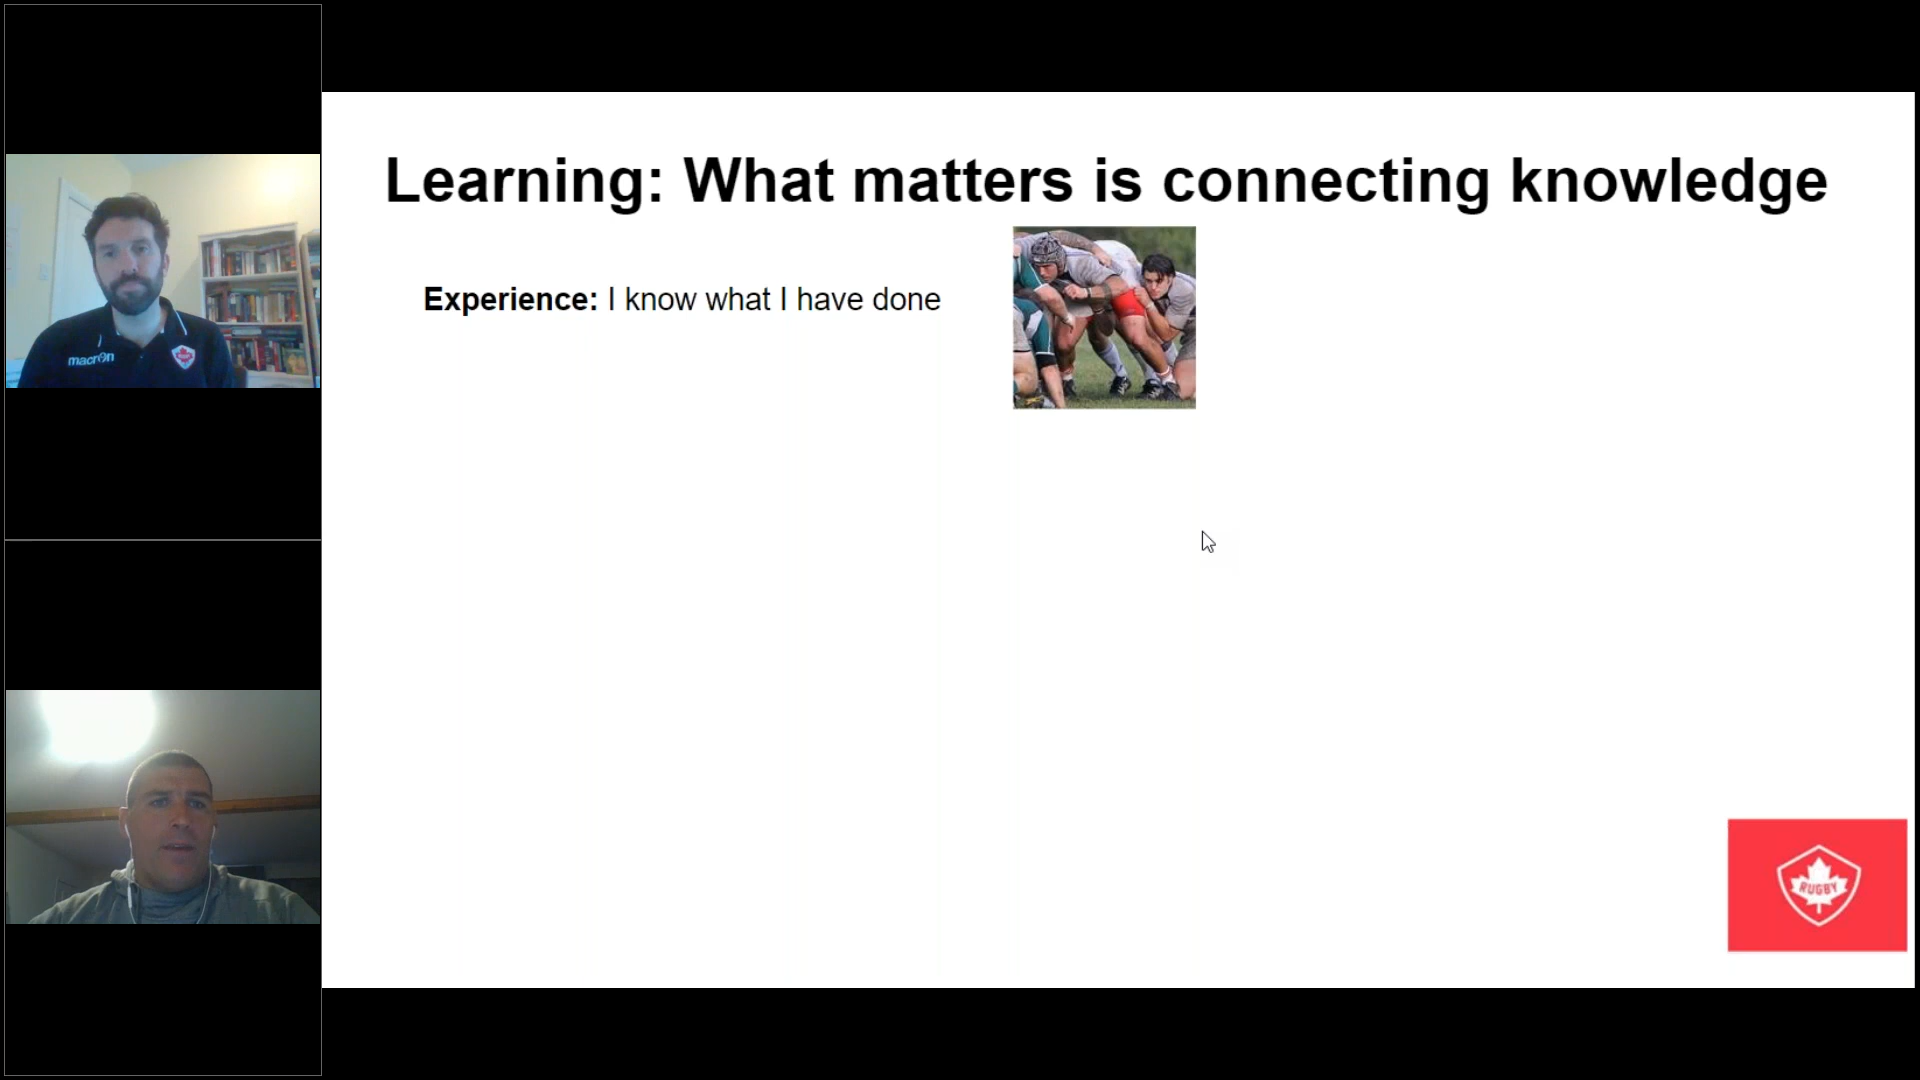 Learning: What matters is connecting knowledge
Experience: I know what I have done
macron
RUGBY